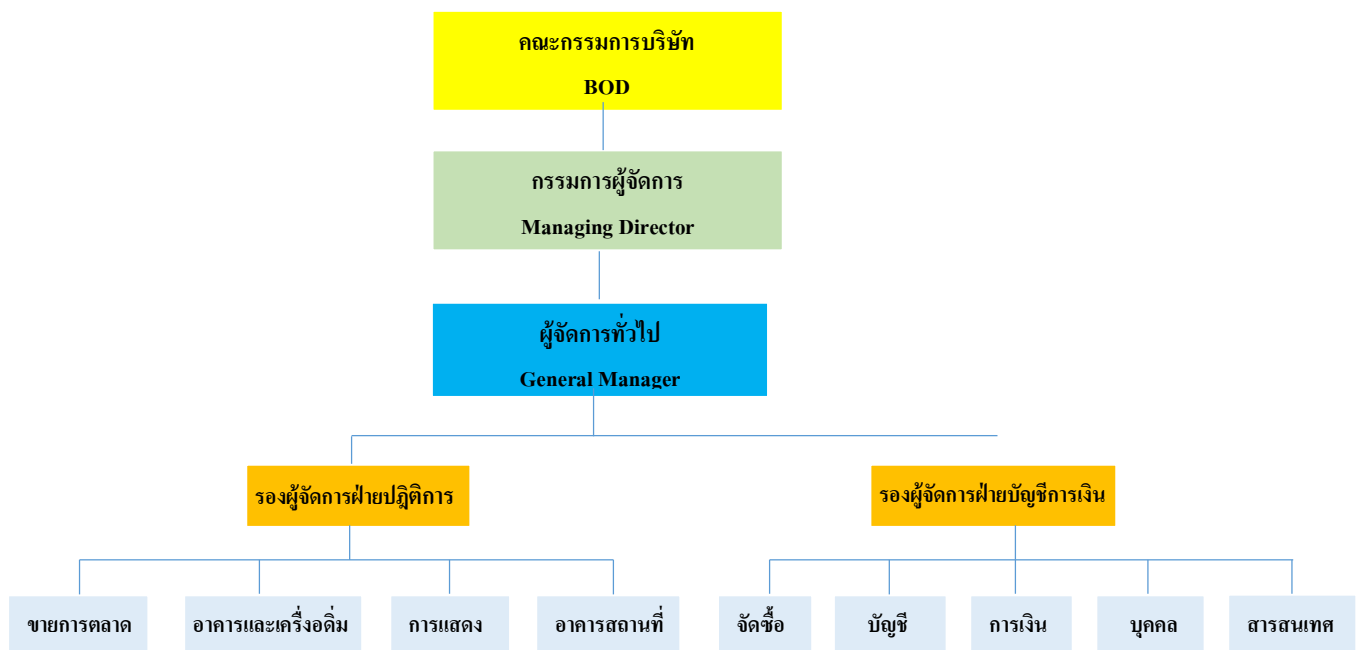 คณะกรรมการบริษัท
BOD
กรรมการผู้จัดการ
Managing Director
ผู้จัดการทั่วไป
General Manager
รองผู้จัดการฝ่ายปฎิติการ
รองผู้จัดการฝ่ายบัญชีการเงิน
ขายการตลาด
อาคารและเครื่องอดิ่ม
การแสดง
อาคารสถานที่
จัดซื้อ
บัญชี
การเงิน
บุคคล
สารสนเทศ